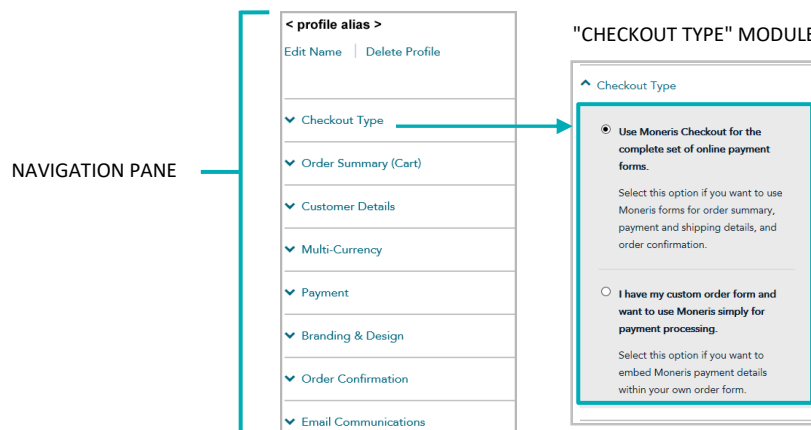 < profile alias >
Edit Name | Delete Profile
Checkout Type
Order Summary (Cart)
Customer Details
Multi-Currency
Payment
Branding & Design
Order Confirmation
Email Communications
NAVIGATION PANE
"CHECKOUT TYPE" MODULE
Checkout Type
Use Moneris Checkout for the
complete set of online payment
forms.
Select this option if you want to use
Moneris forms for order summary,
payment and shipping details, and
order confirmation.
I have my custom order form and
want to use Moneris simply for
payment processing.
Select this option if you want to
embed Moneris payment details
within your own order form.